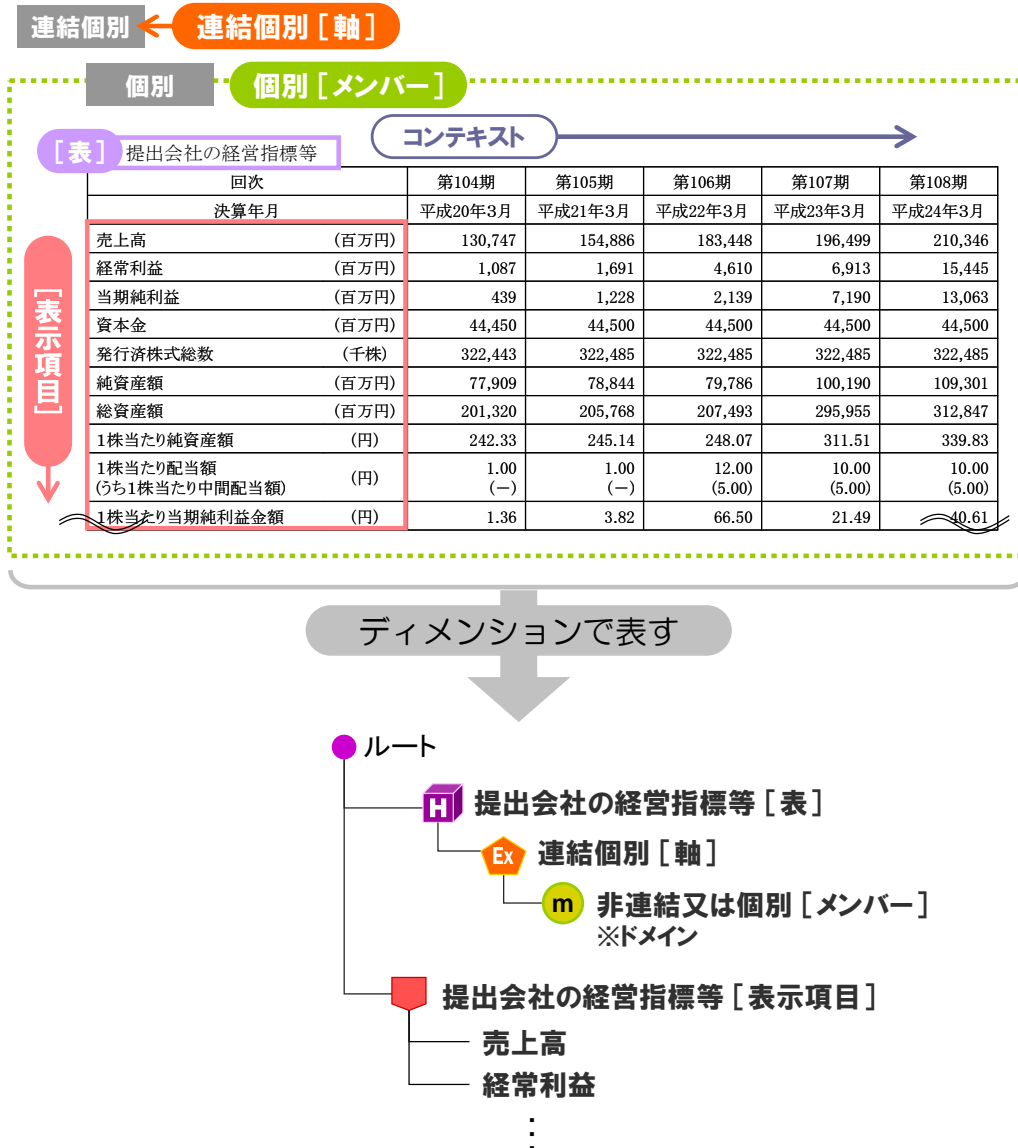 連結個別 連結個別［軸］
個別 個別［メンバー］
コンテキスト
［表］ 提出会社の経営指標等
回次 第104期 第105期 第106期 第107期 第108期
決算年月 平成20年3月 平成21年3月 平成22年3月 平成23年3月 平成24年3月
売上高 (百万円) 130,747 154,886 183,448 196,499 210,346
経常利益 (百万円) 1,087 1,691 4,610 6,913 15,445
当期純利益 (百万円) 439 1,228 2,139 7,190 13,063
資本金 (百万円) 44,450 44,500 44,500 44,500 44,500
発行済株式総数 (千株) 322,443 322,485 322,485 322,485 322,485
純資産額 (百万円) 77,909 78,844 79,786 100,190 109,301
総資産額 (百万円) 201,320 205,768 207,493 295,955 312,847
1株当たり純資産額 (円) 242.33 245.14 248.07 311.51 339.83
1株当たり配当額 (円) 1.00 1.00 12.00 10.00 10.00
(うち1株当たり中間配当額) (－) (－) (5.00) (5.00) (5.00)
1株当たり当期純利益金額 (円) 1.36 3.82 66.50 21.49 40.61
［表示項目］
ディメンションで表す
ルート
H 提出会社の経営指標等［表］
Ex 連結個別［軸］
m 非連結又は個別［メンバー］
※ドメイン
提出会社の経営指標等［表示項目］
売上高
経常利益
⋮